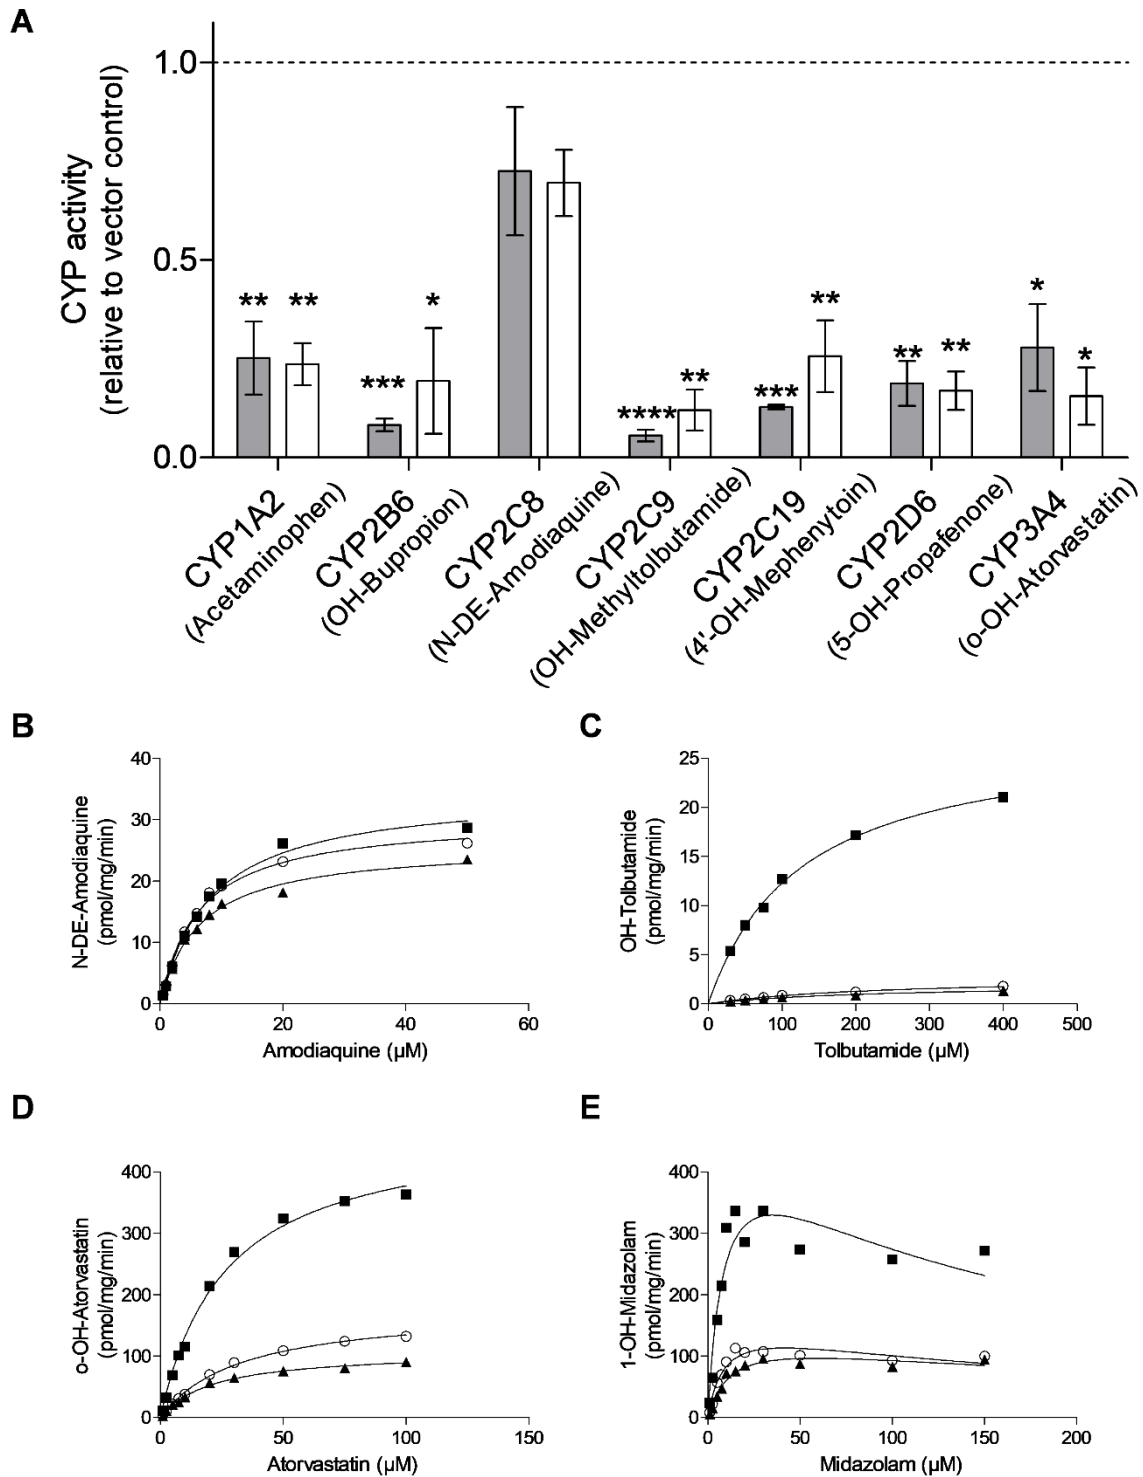 A
CYP activity
(relative to vector control)
1.0
0.5
0.0
** ** *** * **** ** *** ** ** ** * *
CYP1A2
(Acetaminophen)
CYP2B6
(OH-Bupropion)
CYP2C8
(N-DE-Amodiaquine)
CYP2C9
(OH-Methyltolbutamide)
CYP2C19
(4'-OH-Mephenytoin)
CYP2D6
(5-OH-Propafenone)
CYP3A4
(o-OH-Atorvastatin)
B
N-DE-Amodiaquine
(pmol/mg/min)
40
30
20
10
0
0 20 40 60
Amodiaquine (µM)
C
OH-Tolbutamide
(pmol/mg/min)
25
20
15
10
5
0
0 100 200 300 400 500
Tolbutamide (µM)
D
o-OH-Atorvastatin
(pmol/mg/min)
400
300
200
100
0
0 50 100 150
Atorvastatin (µM)
E
1-OH-Midazolam
(pmol/mg/min)
400
300
200
100
0
0 50 100 150 200
Midazolam (µM)